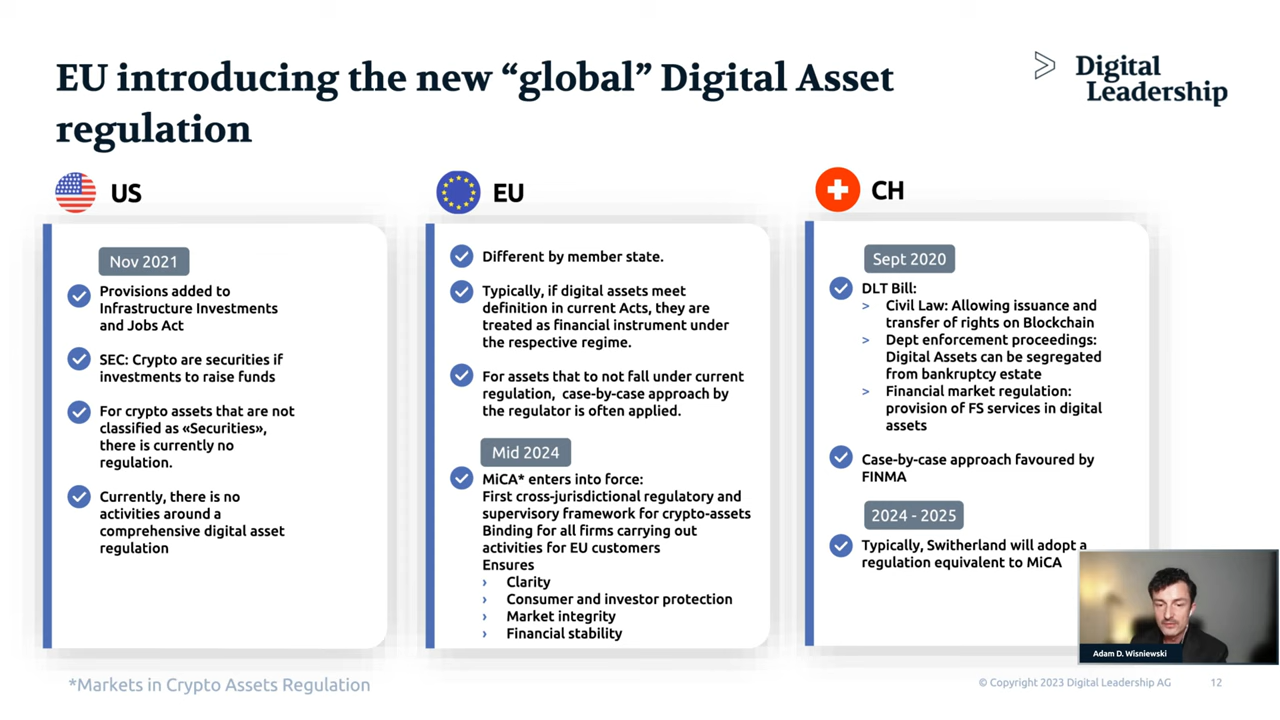 EU introducing the new “global” Digital Asset
regulation
Digital
Leadership
US
Nov 2021
Provisions added to
Infrastructure Investments
and Jobs Act
SEC: Crypto are securities if
investments to raise funds
For crypto assets that are not
classified as «Securities»,
there is currently no
regulation.
Currently, there is no
activities around a
comprehensive digital asset
regulation
EU
Different by member state.
Typically, if digital assets meet
definition in current Acts, they are
treated as financial instrument under
the respective regime.
For assets that to not fall under current
regulation, case-by-case approach by
the regulator is often applied.
Mid 2024
MiCA* enters into force:
First cross-jurisdictional regulatory and
supervisory framework for crypto-assets
Binding for all firms carrying out
activities for EU customers
Ensures
› Clarity
› Consumer and investor protection
› Market integrity
› Financial stability
CH
Sept 2020
DLT Bill:
> Civil Law: Allowing issuance and
transfer of rights on Blockchain
> Dept enforcement proceedings:
Digital Assets can be segregated
from bankruptcy estate
> Financial market regulation:
provision of FS services in digital
assets
Case-by-case approach favoured by
FINMA
2024 - 2025
Typically, Switherland will adopt a
regulation equivalent to MiCA
Adam D. Wisniewski
*Markets in Crypto Assets Regulation
© Copyright 2023 Digital Leadership AG
12